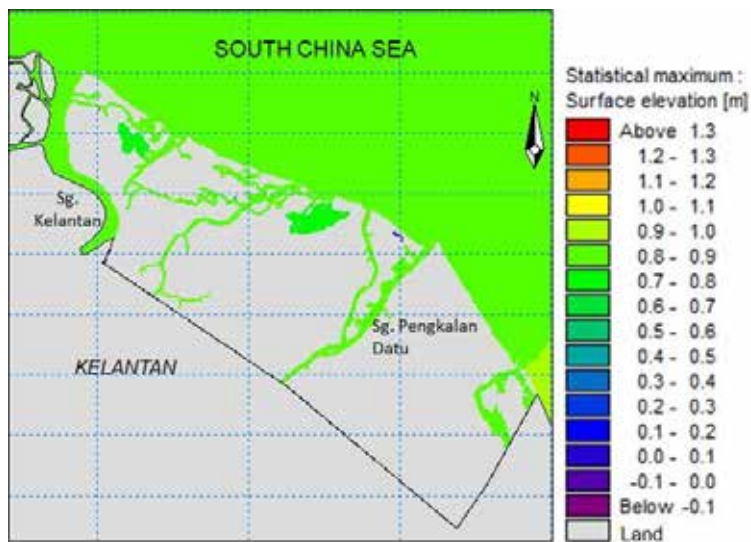 SOUTH CHINA SEA
N
Sg.
Kelantan
Sg. Pengkalan
Datu
KELANTAN
Statistical maximum :
Surface elevation [m]
Above 1.3
1.2 - 1.3
1.1 - 1.2
1.0 - 1.1
0.9 - 1.0
0.8 - 0.9
0.7 - 0.8
0.6 - 0.7
0.5 - 0.6
0.4 - 0.5
0.3 - 0.4
0.2 - 0.3
0.1 - 0.2
0.0 - 0.1
-0.1 - 0.0
Below -0.1
Land